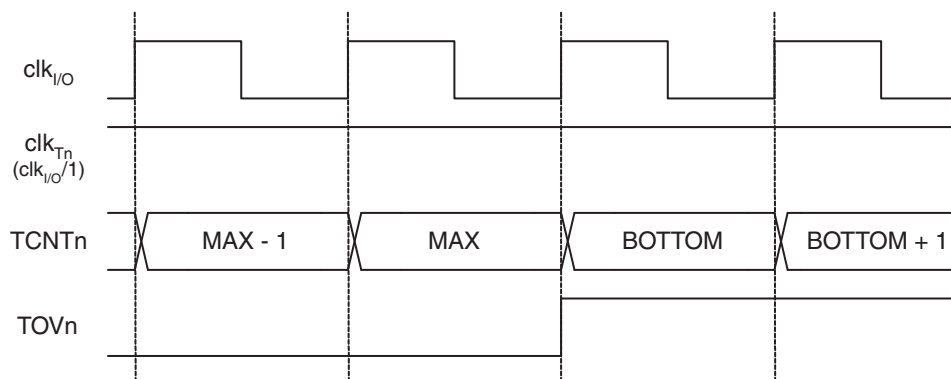 clkI/O
clkTn
(clkI/O/1)
TCNTn
MAX - 1
MAX
BOTTOM
BOTTOM + 1
TOVn